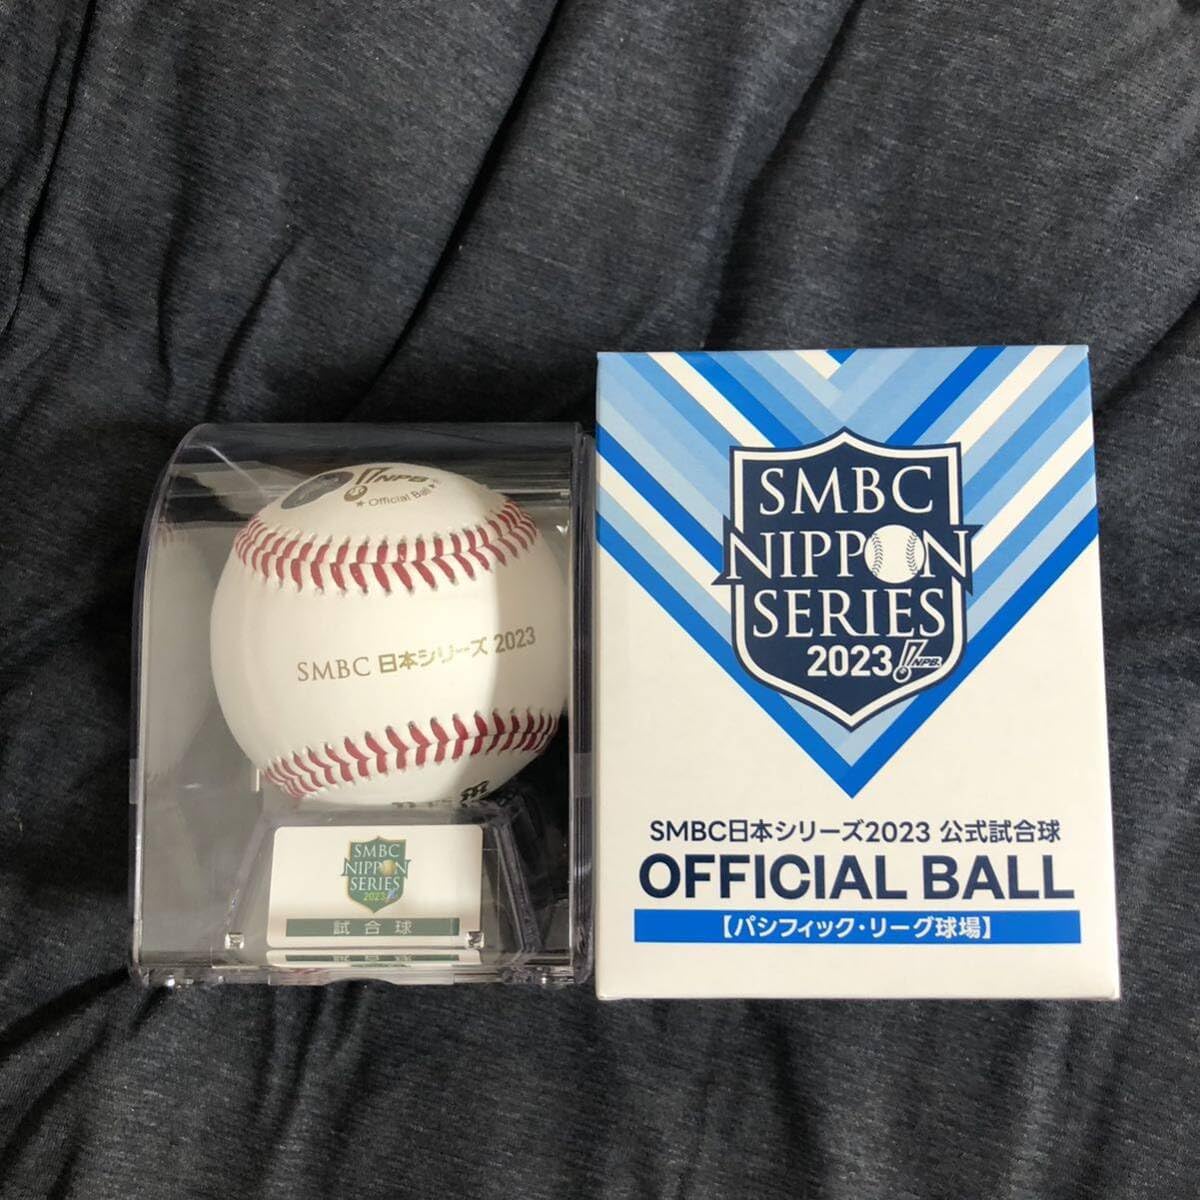 NPB
★ Official Ball ★
SMBC 日本シリーズ 2023
SMBC
NIPPON
SERIES
2023
試合球
SMBC
NIPPON
SERIES
2023 NPB
SMBC日本シリーズ2023 公式試合球
OFFICIAL BALL
【パシフィック・リーグ球場】